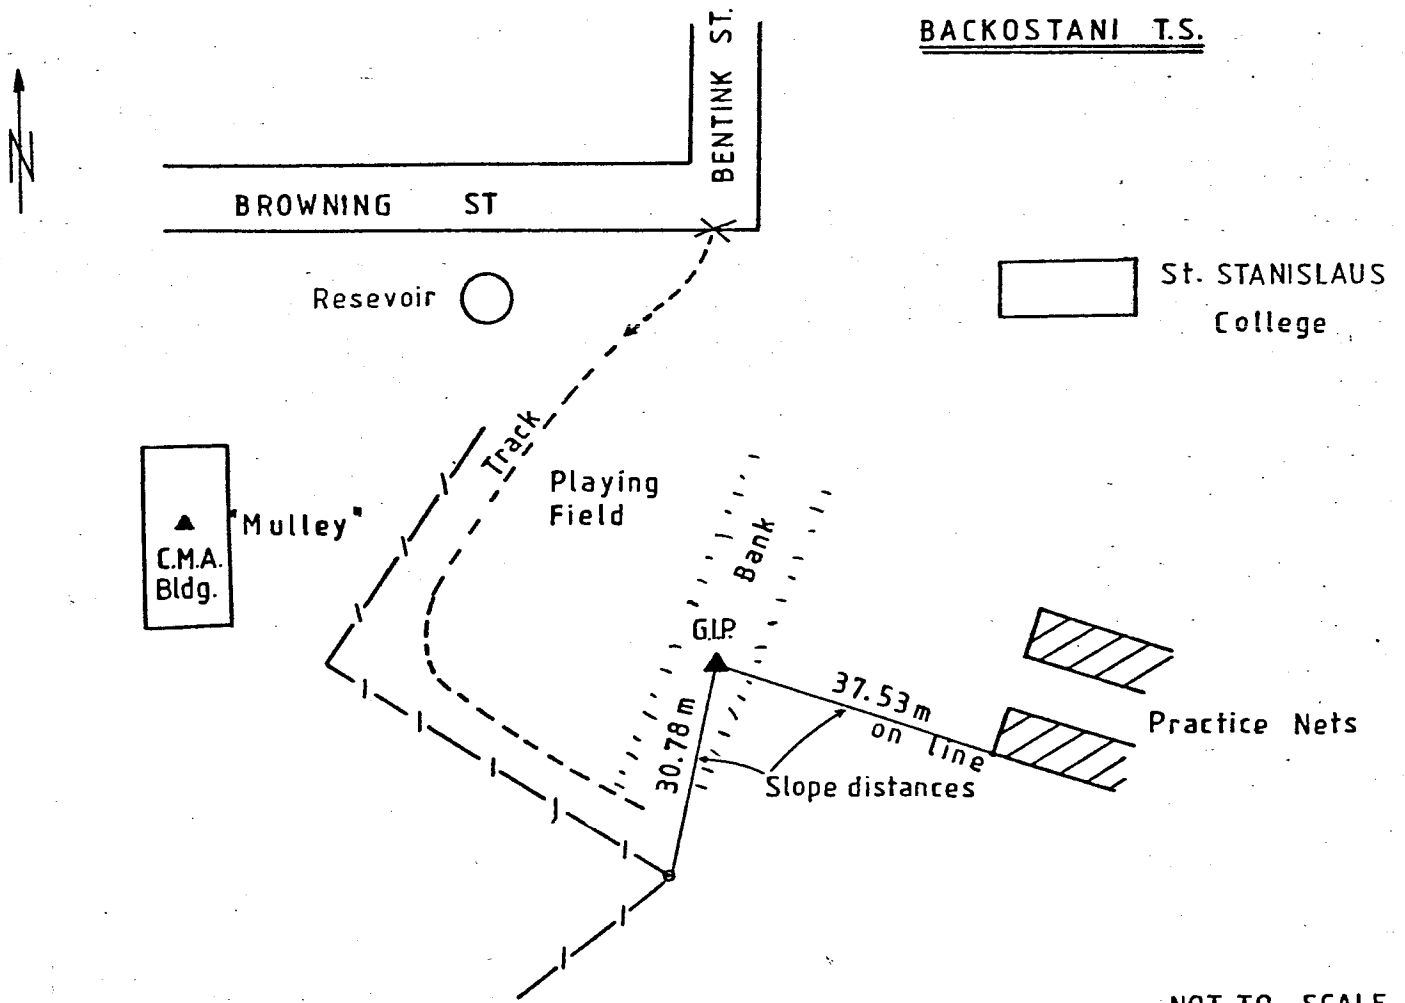 BACKOSTANI T.S.
BENTINK ST.
N
BROWNING ST
Resevoir
St. STANISLAUS
College
Track
Playing
Field
"Mulley"
C.M.A.
Bldg.
Bank
G.I.P.
37.53m
on line
30.78m
Practice Nets
Slope distances
NOT TO SCALE